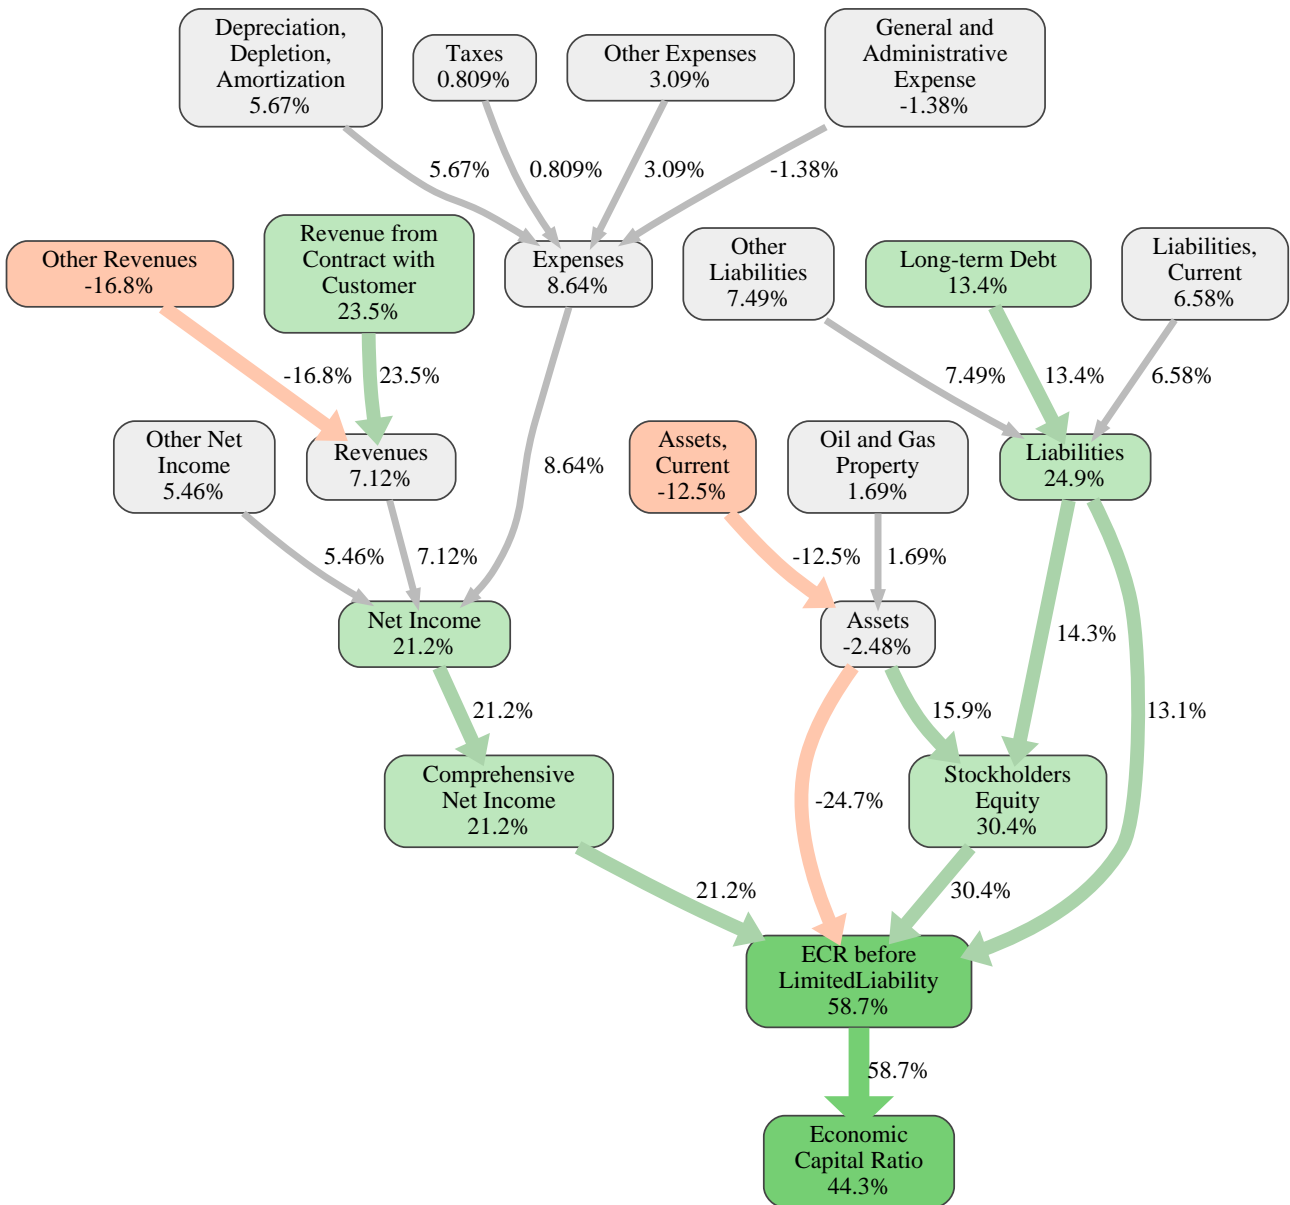 Depreciation,
Depletion,
Amortization
5.67%
Taxes
0.809%
Other Expenses
3.09%
General and
Administrative
Expense
-1.38%
5.67%
0.809%
3.09%
-1.38%
Other Revenues
-16.8%
Revenue from
Contract with
Customer
23.5%
Expenses
8.64%
Other
Liabilities
7.49%
Long-term Debt
13.4%
Liabilities,
Current
6.58%
-16.8%
23.5%
7.49%
13.4%
6.58%
Other Net
Income
5.46%
Revenues
7.12%
8.64%
Assets,
Current
-12.5%
Oil and Gas
Property
1.69%
Liabilities
24.9%
5.46%
7.12%
-12.5%
1.69%
Net Income
21.2%
Assets
-2.48%
14.3%
21.2%
15.9%
13.1%
Comprehensive
Net Income
21.2%
-24.7%
Stockholders
Equity
30.4%
21.2%
30.4%
ECR before
LimitedLiability
58.7%
58.7%
Economic
Capital Ratio
44.3%